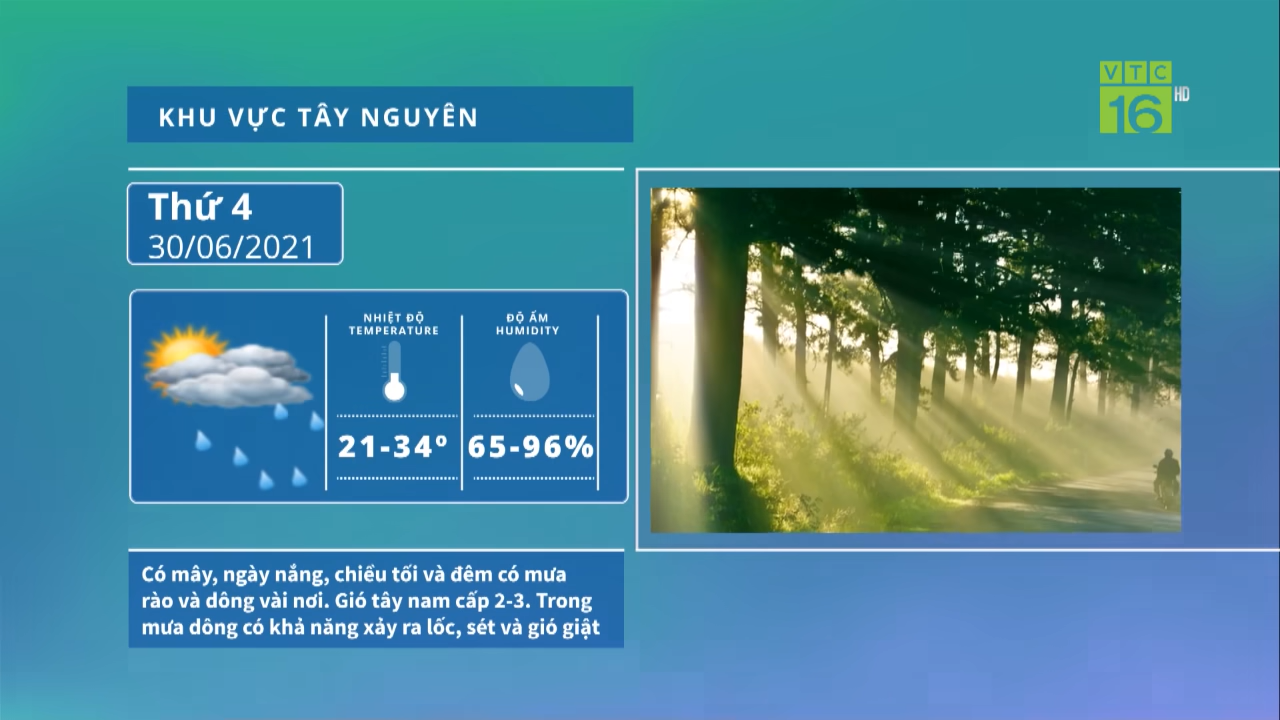 VTC
16
HD
KHU VỰC TÂY NGUYÊN
Thứ 4
30/06/2021
NHIỆT ĐỘ
TEMPERATURE
21-34º
ĐỘ ẨM
HUMIDITY
65-96%
Có mây, ngày nắng, chiều tối và đêm có mưa
rào và dông vài nơi. Gió tây nam cấp 2-3. Trong
mưa dông có khả năng xảy ra lốc, sét và gió giật